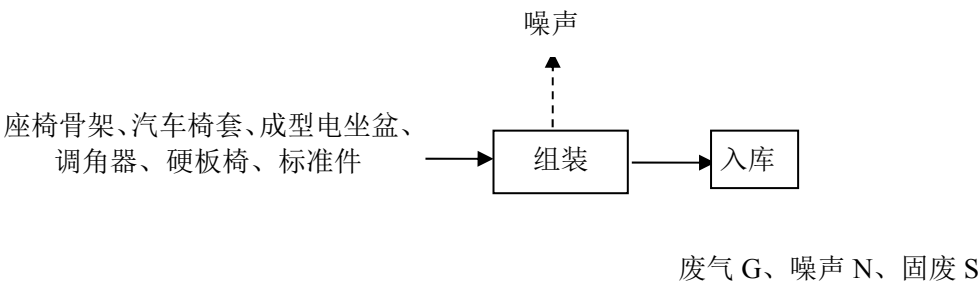 噪声
座椅骨架、汽车椅套、成型电坐盆、
调角器、硬板椅、标准件
组装
入库
废气 G、噪声 N、固废 S